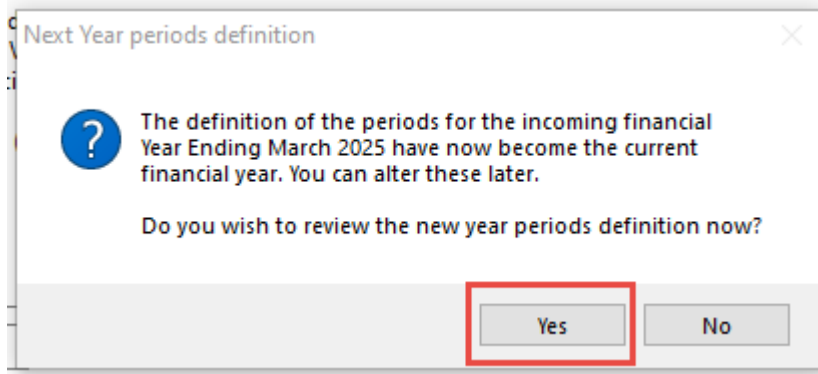 Next Year periods definition
The definition of the periods for the incoming financial
Year Ending March 2025 have now become the current
financial year. You can alter these later.
Do you wish to review the new year periods definition now?
Yes
No